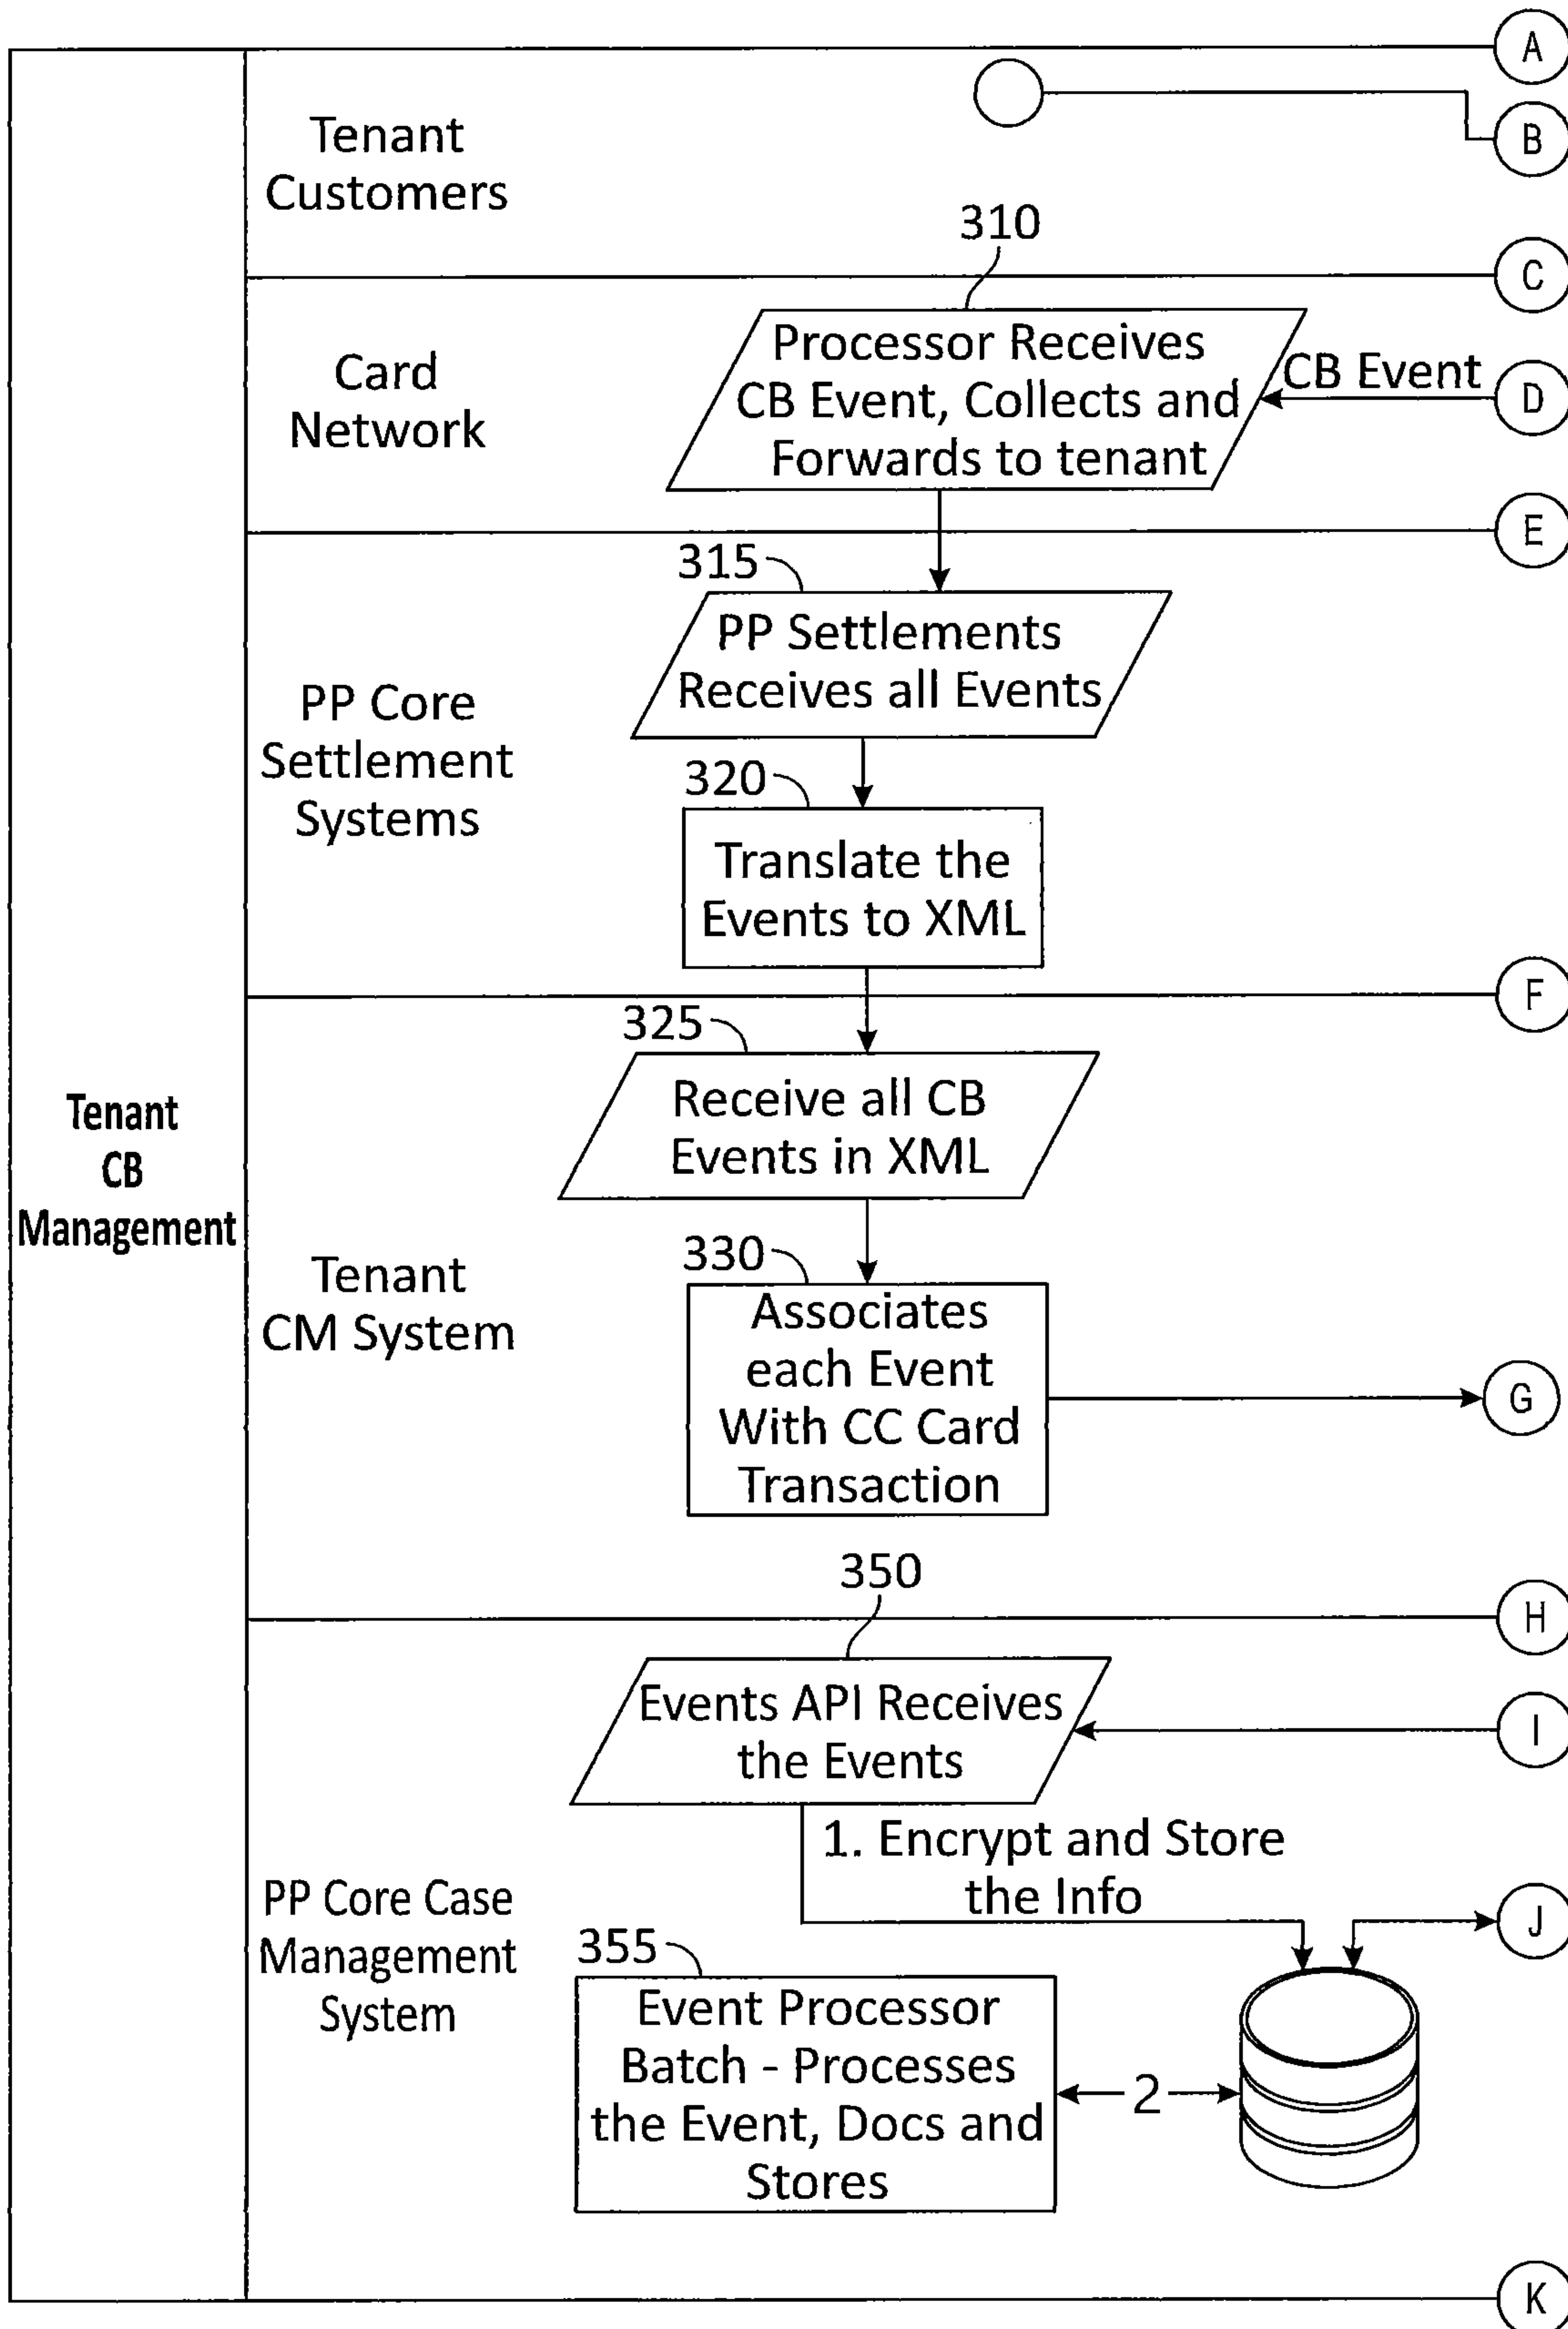 A
B
Tenant
Customers
310
C
Processor Receives
CB Event, Collects and
Forwards to tenant
Card
Network
CB Event
D
E
315
PP Settlements
Receives all Events
PP Core
Settlement
Systems
320
Translate the
Events to XML
F
325
Receive all CB
Events in XML
Tenant
CB
Management
330
Tenant
CM System
Associates
each Event
With CC Card
Transaction
G
350
H
Events API Receives
the Events
I
1. Encrypt and Store
the Info
J
PP Core Case
Management
System
355
Event Processor
Batch - Processes
the Event, Docs and
Stores
2
K